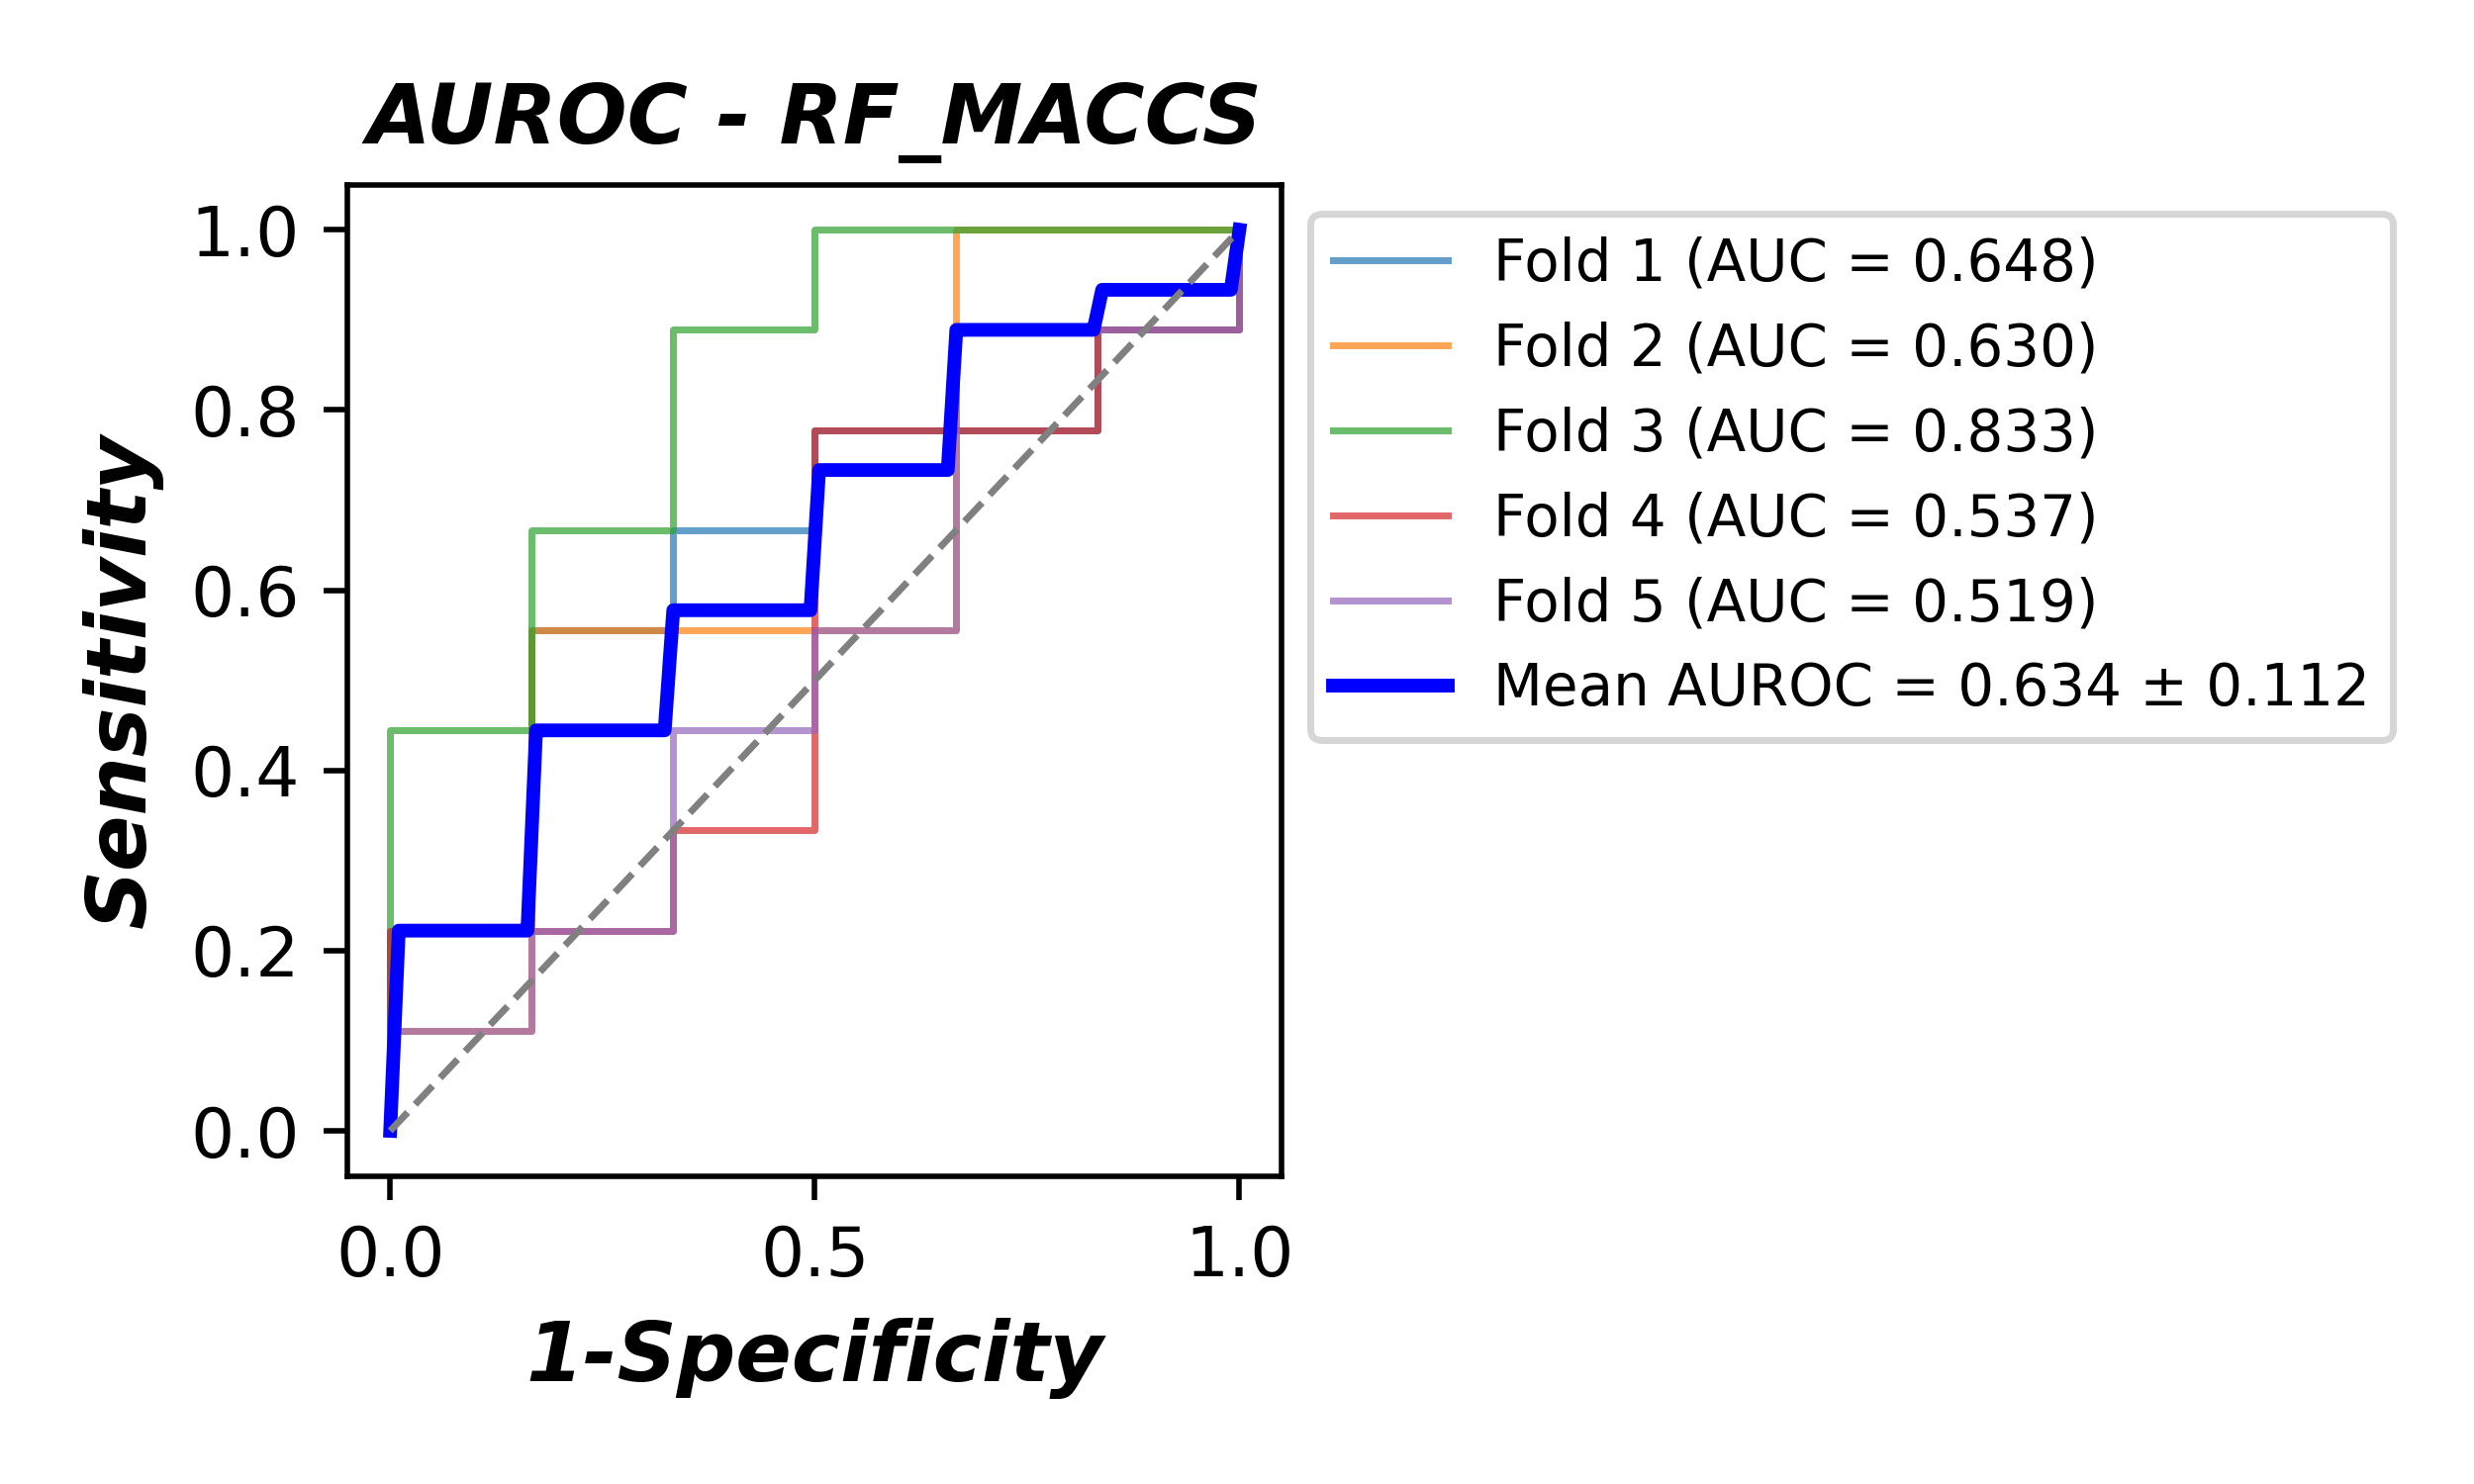 AUROC - RF_MACCS
Sensitivity
1.0
0.8
0.6
0.4
0.2
0.0
0.0
0.5
1.0
1-Specificity
Fold 1 (AUC = 0.648)
Fold 2 (AUC = 0.630)
Fold 3 (AUC = 0.833)
Fold 4 (AUC = 0.537)
Fold 5 (AUC = 0.519)
Mean AUROC = 0.634 ± 0.112